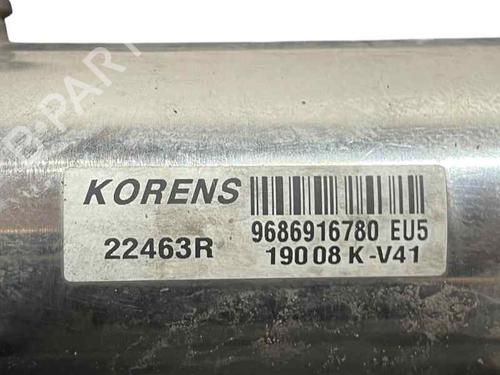 B-PARTS
KORENS
22463R
9686916780 EU5
19008 K-V41